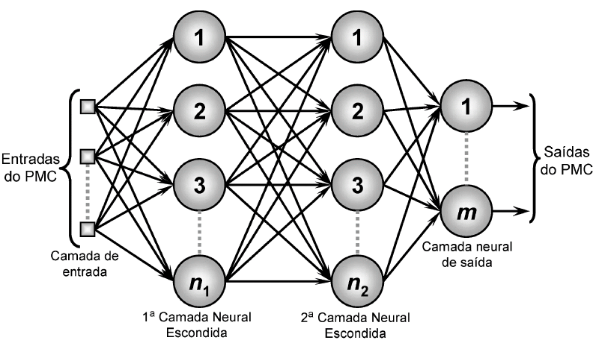 1
1
2
2
1
3
3
m
n1
n2
Entradas
do PMC
Saídas
do PMC
Camada de
entrada
Camada neural
de saída
1ª Camada Neural
Escondida
2ª Camada Neural
Escondida